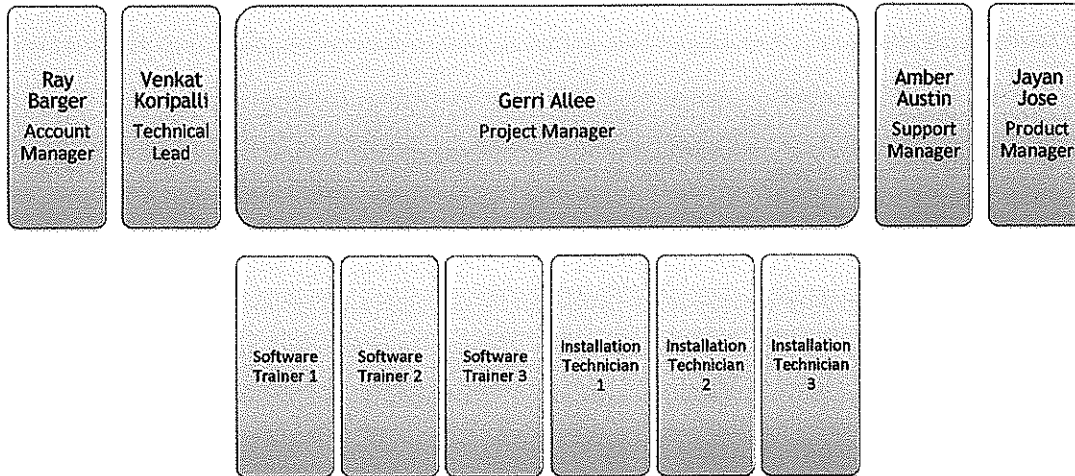 Ray
Barger
Account
Manager
Venkat
Koripalli
Technical
Lead
Gerri Allee
Project Manager
Amber
Austin
Support
Manager
Jayan
Jose
Product
Manager
Software
Trainer 1
Software
Trainer 2
Software
Trainer 3
Installation
Technician
1
Installation
Technician
2
Installation
Technician
3